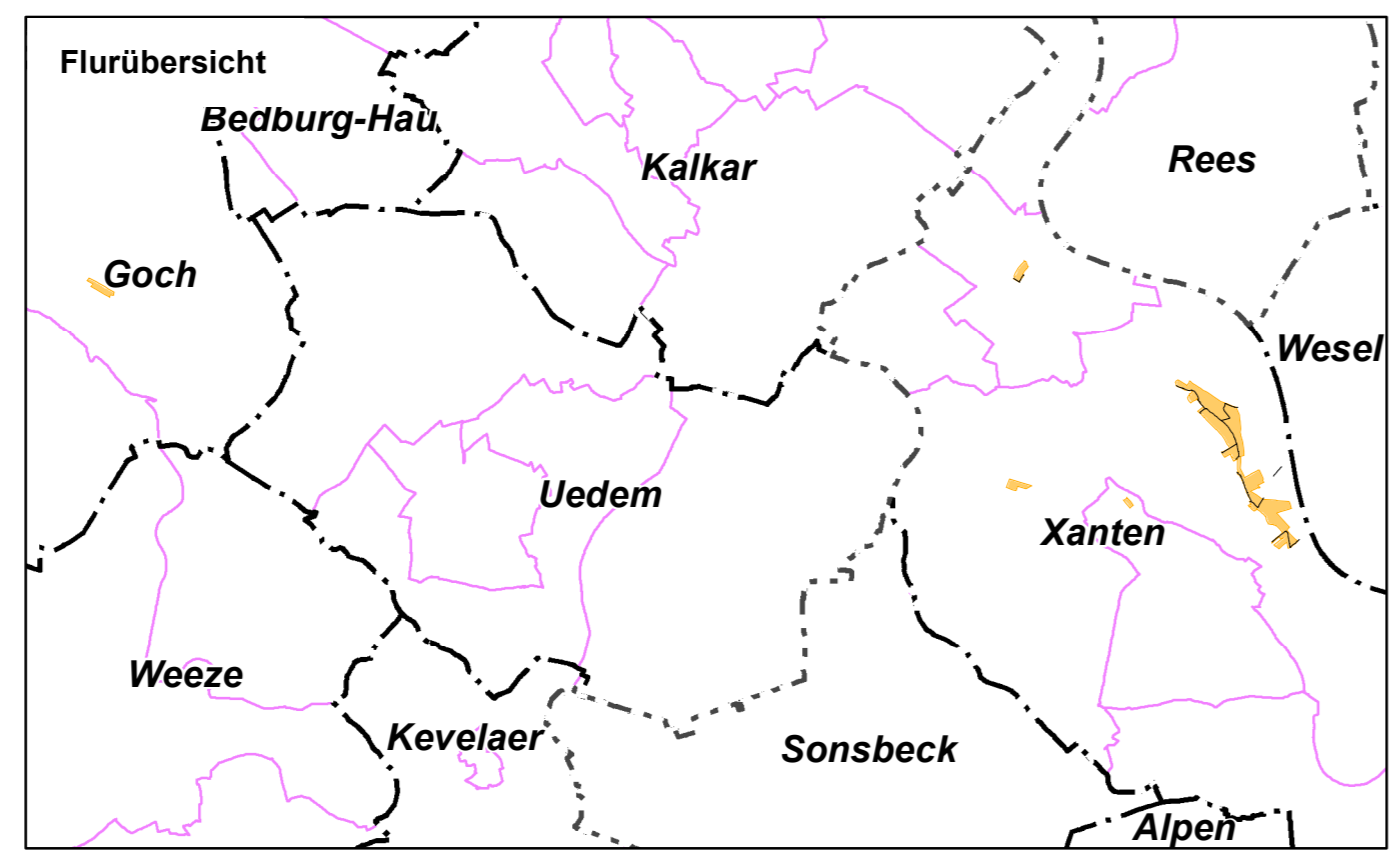 Flurübersicht
Bedburg-Hau
Kalkar
Rees
Goch
Wesel
Uedem
Xanten
Weeze
Kevelaer
Sonsbeck
Alpen